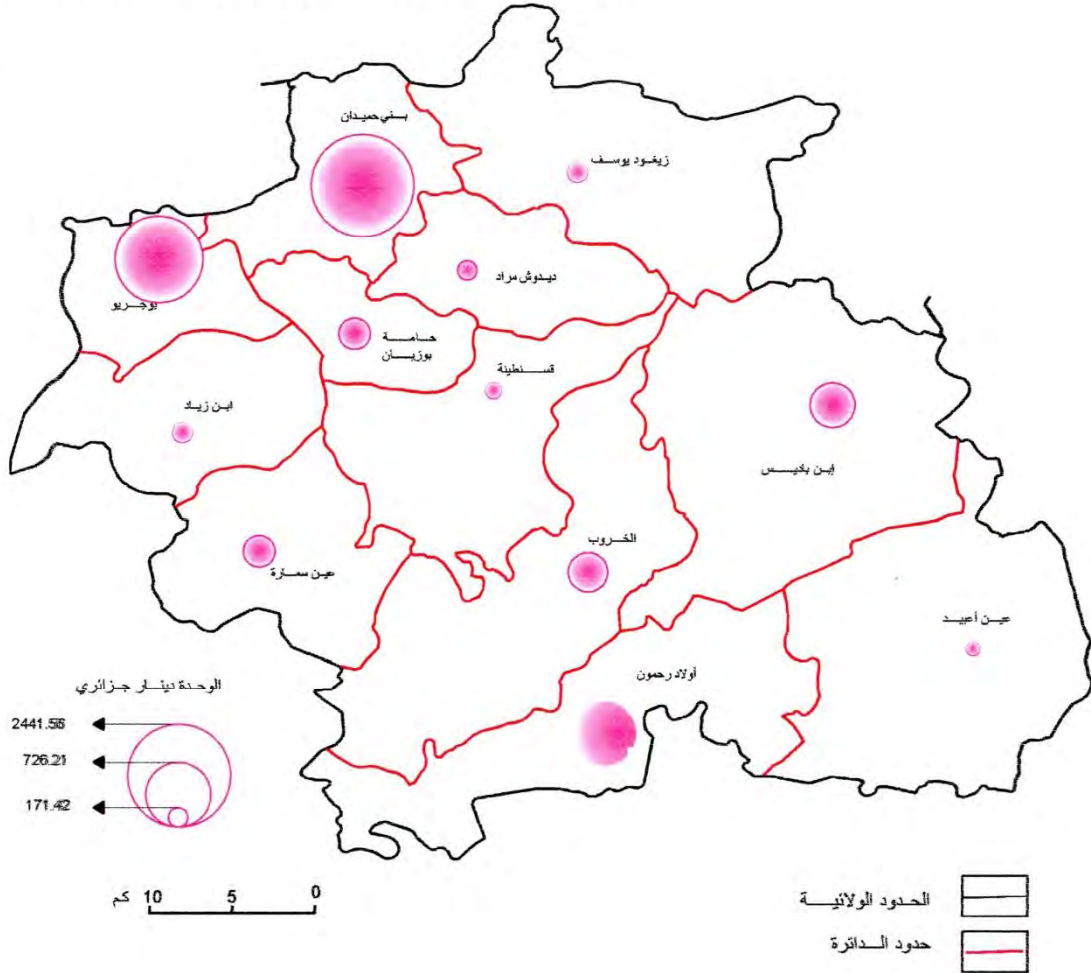 بني حميدان
زيغود يوسف
ديدوش مراد
بوجريو
حامة
بوزيان
قسنطينة
ابن زياد
إبن باديس
الخروب
عين سمارة
عين أعبيد
أولاد رحمون
الوحدة دينار جزائري
2441.56
726.21
171.42
كم 10 5 0
الحدود الولائية
حدود الدائرة